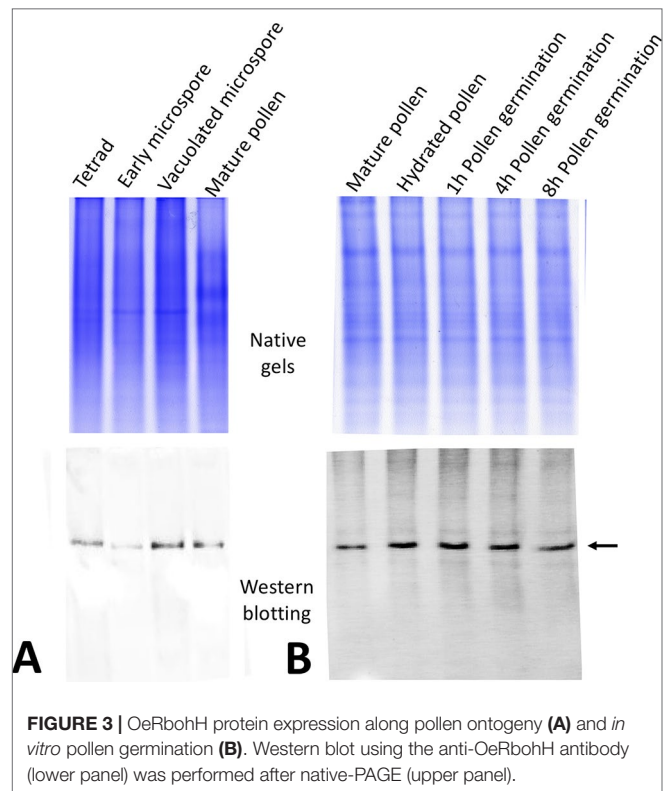 Tetrad
Early microspore
Vacuolated microspore
Mature pollen
Mature pollen
Hydrated pollen
1h Pollen germination
4h Pollen germination
8h Pollen germination
Native
gels
Western
blotting
A
B
FIGURE 3 | OeRbohH protein expression along pollen ontogeny (A) and in
vitro pollen germination (B). Western blot using the anti-OeRbohH antibody
(lower panel) was performed after native-PAGE (upper panel).